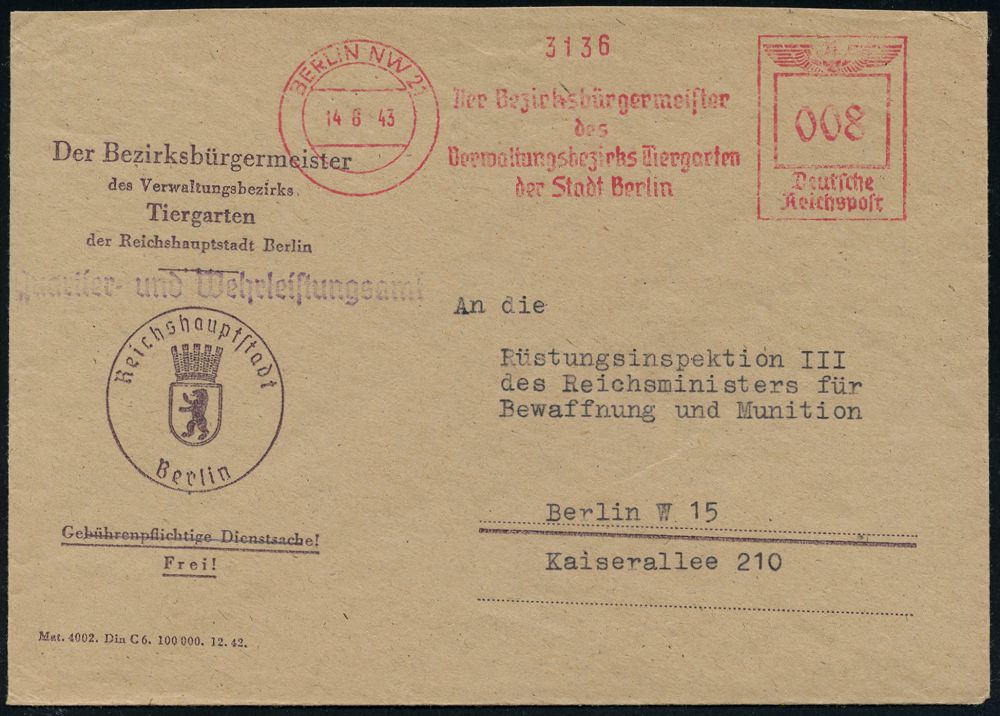 3136
BERLIN NW 21
14 6 43
Der Bezirksbürgermeister
des
Verwaltungsbezirks Tiergarten
der Stadt Berlin
008
Deutsche
Reichspost
Der Bezirksbürgermeister
des Verwaltungsbezirks
Tiergarten
der Reichshauptstadt Berlin
Quartier- und Wehrleistungsamt
Reichshauptstadt
Berlin
Gebührenpflichtige Dienstsache!
Frei!
Mat. 4002. Din C 6. 100 000. 12. 42.
An die
Rüstungsinspektion III
des Reichsministers für
Bewaffnung und Munition
Berlin W 15
Kaiserallee 210